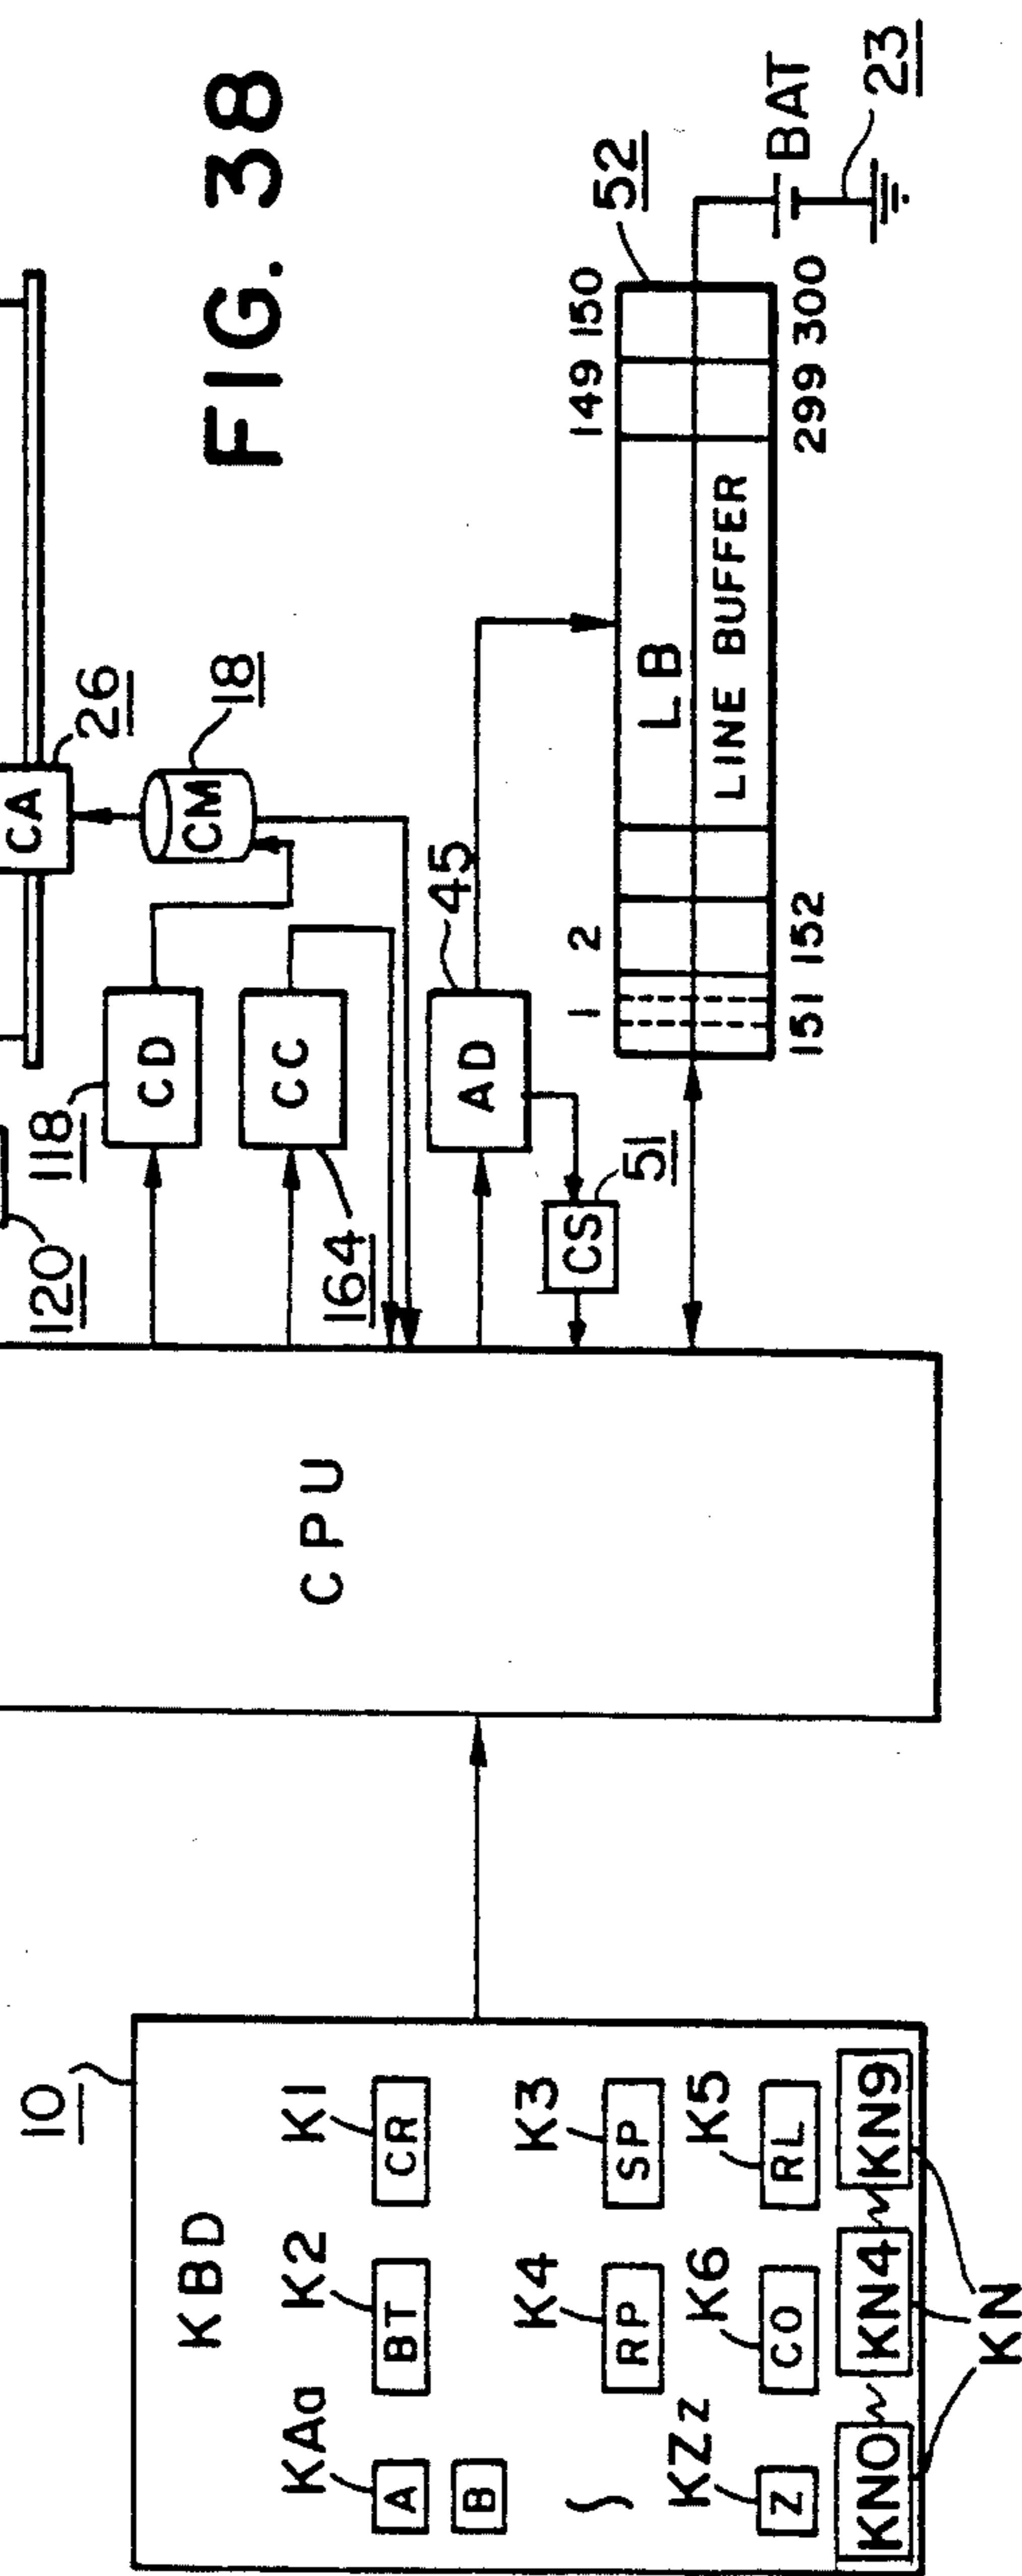 FIG. 38
CA
26
CM
18
118
CD
120
CC
164
AD
45
CS
51
52
1 2
149 150
LB
LINE BUFFER
151 152
299 300
BAT
23
CPU
10
KBD
KAa
K2
K1
A
BT
CR
B
K4
K3
RP
SP
KZz
K6
K5
Z
CO
RL
KN0
KN4
KN9
KN